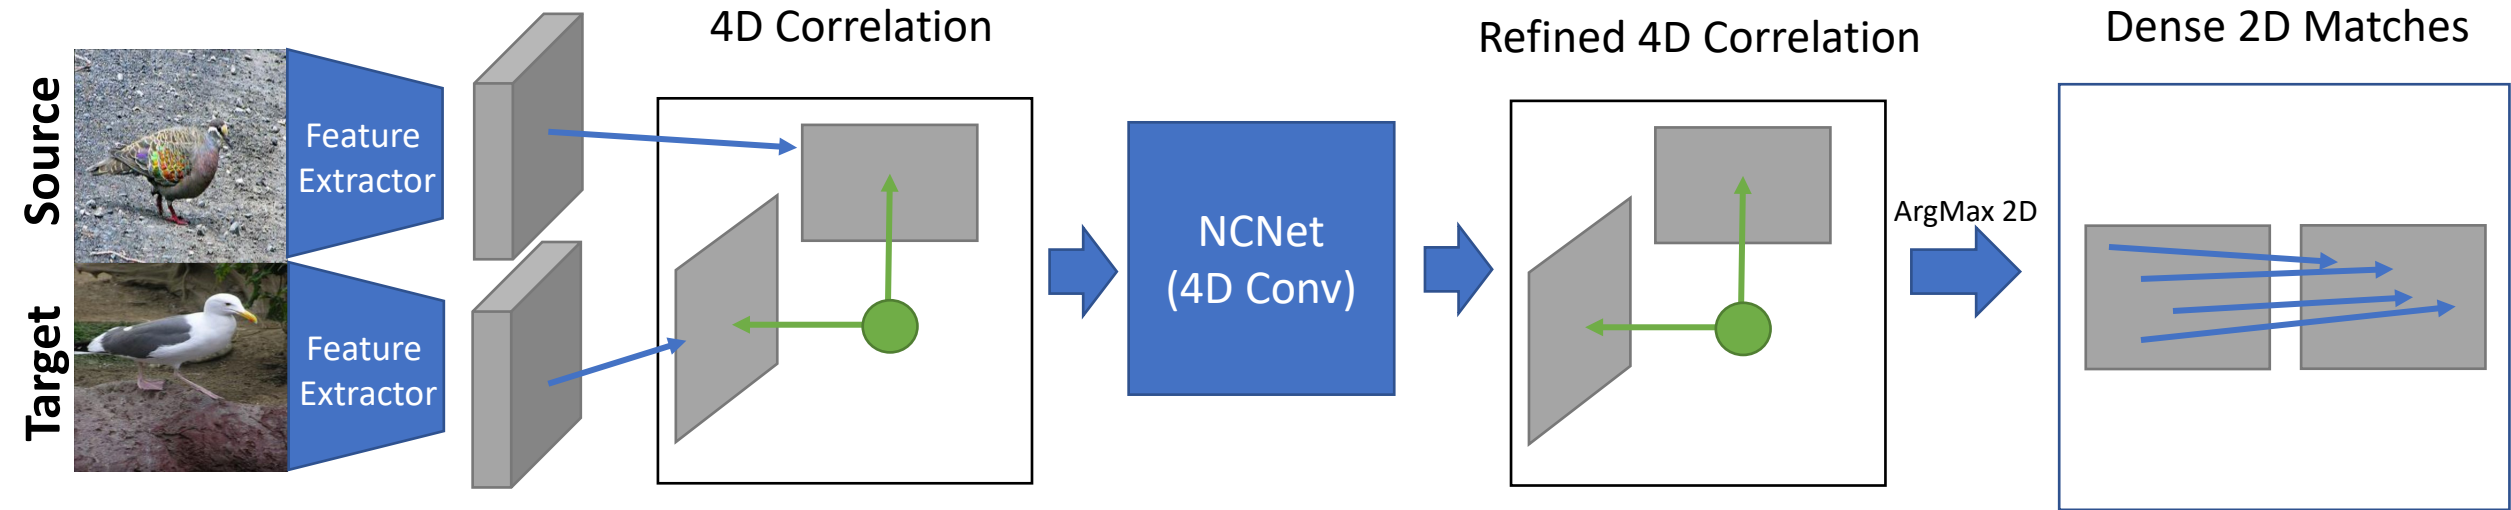 Source
Target
Feature
Extractor
Feature
Extractor
4D Correlation
NCNet
(4D Conv)
Refined 4D Correlation
ArgMax 2D
Dense 2D Matches